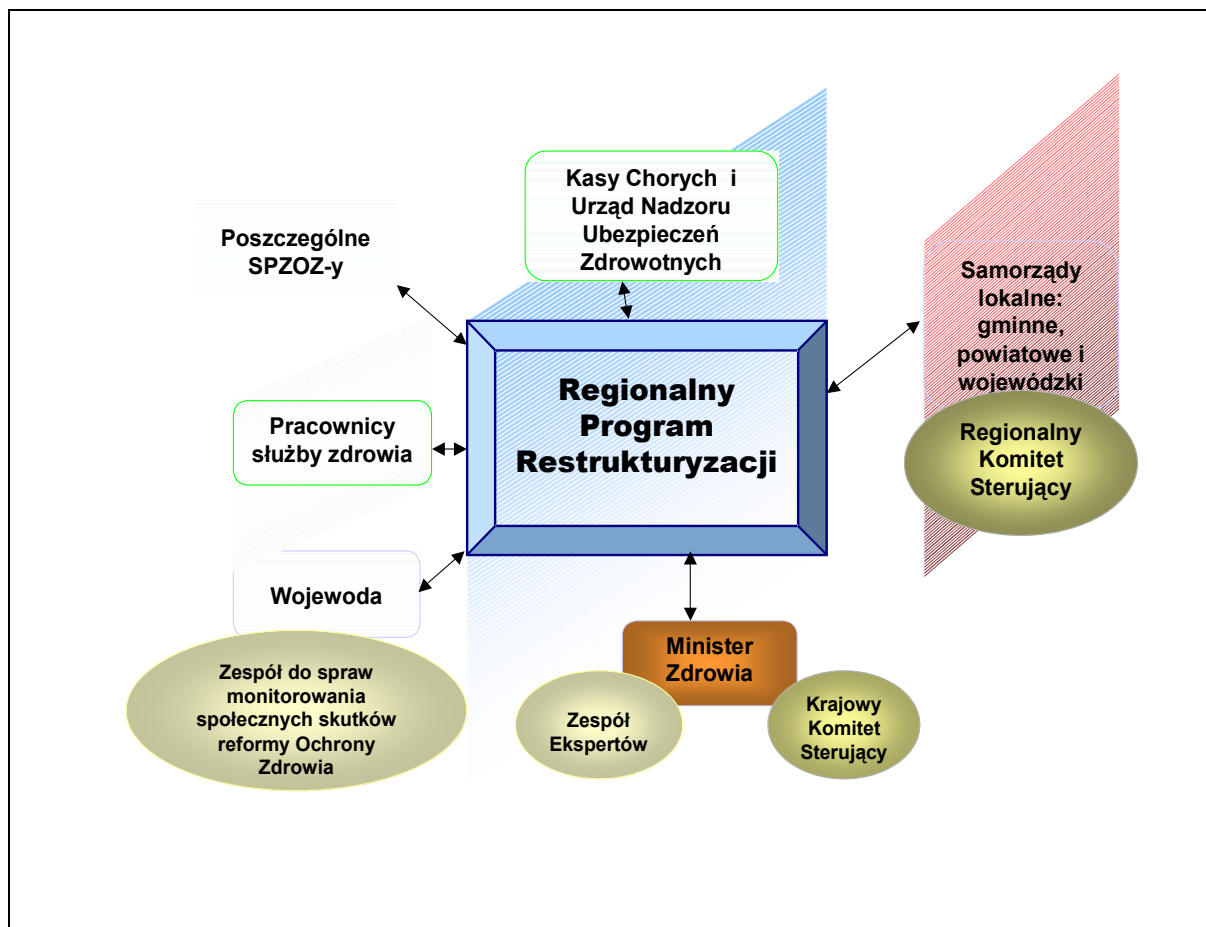 Kasy Chorych i
Urząd Nadzoru
Ubezpieczeń
Zdrowotnych
Poszczególne
SPZOZ-y
Samorządy
lokalne:
gminne,
powiatowe i
wojewódzki
Regionalny
Program
Restrukturyzacji
Pracownicy
służby zdrowia
Regionalny
Komitet
Sterujący
Wojewoda
Zespół do spraw
monitorowania
społecznych skutków
reformy Ochrony
Zdrowia
Minister
Zdrowia
Zespół
Ekspertów
Krajowy
Komitet
Sterujący